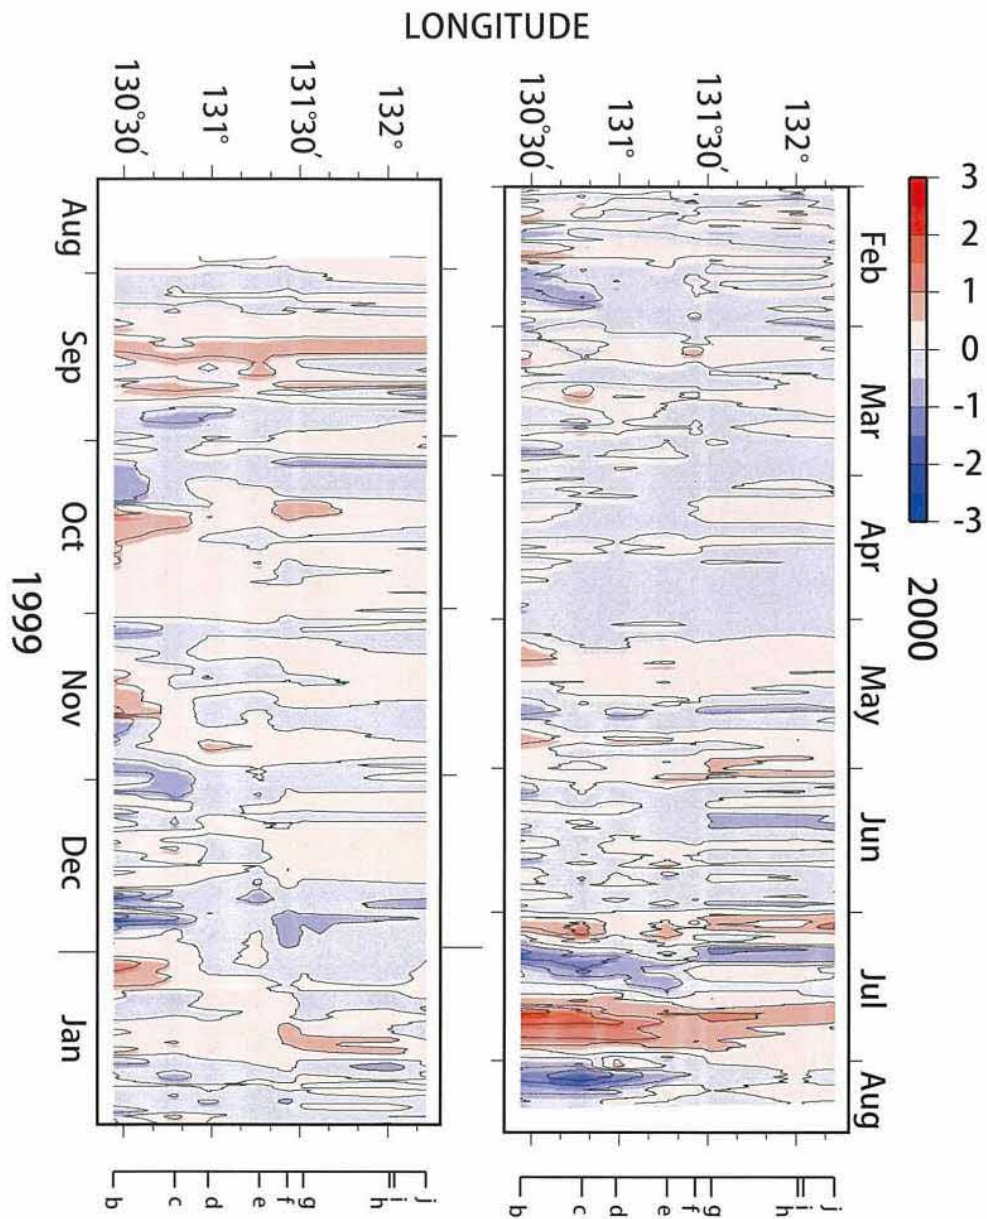 LONGITUDE
130°30′
131°
131°30′
132°
130°30′
131°
131°30′
132°
3
2
1
0
-1
-2
-3
Aug
Sep
Oct
Nov
Dec
Jan
1999
Feb
Mar
Apr
May
Jun
Jul
Aug
2000
b
c
d
e
f
g
h
i
j
b
c
d
e
f
g
h
i
j